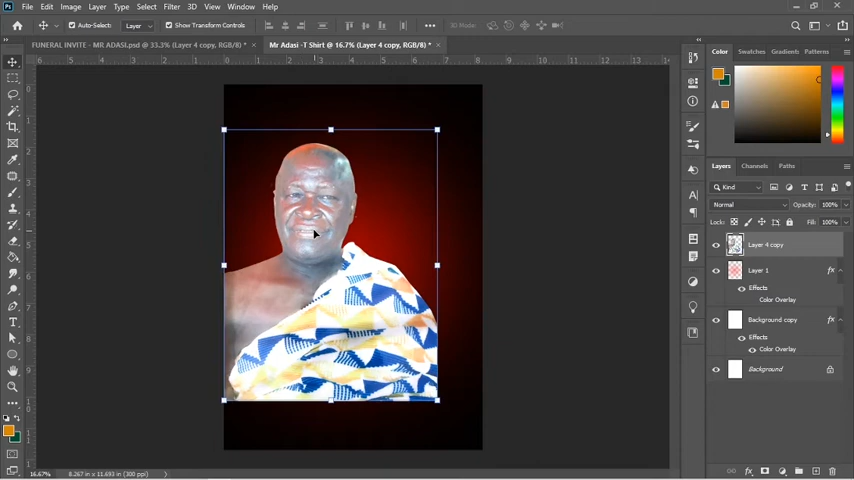 File Edit Image Layer Type Select Filter 3D View Plugins Window Help
Auto-Select: Layer Show Transform Controls 3D Mode:
FUNERAL INVITE - MR ADASI.psd @ 33.3% (Layer 4 copy, RGB/8) * × Mr Adasi -T Shirt @ 16.7% (Layer 4 copy, RGB/8) * ×
Color Swatches Gradients Patterns
Layers Channels Paths
Kind
Normal Opacity: 100%
Lock: Fill: 100%
Layer 4 copy
Layer 1 fx
Effects
Color Overlay
Background copy fx
Effects
Color Overlay
Background
16.67% 8.267 in x 11.693 in (300 ppi)